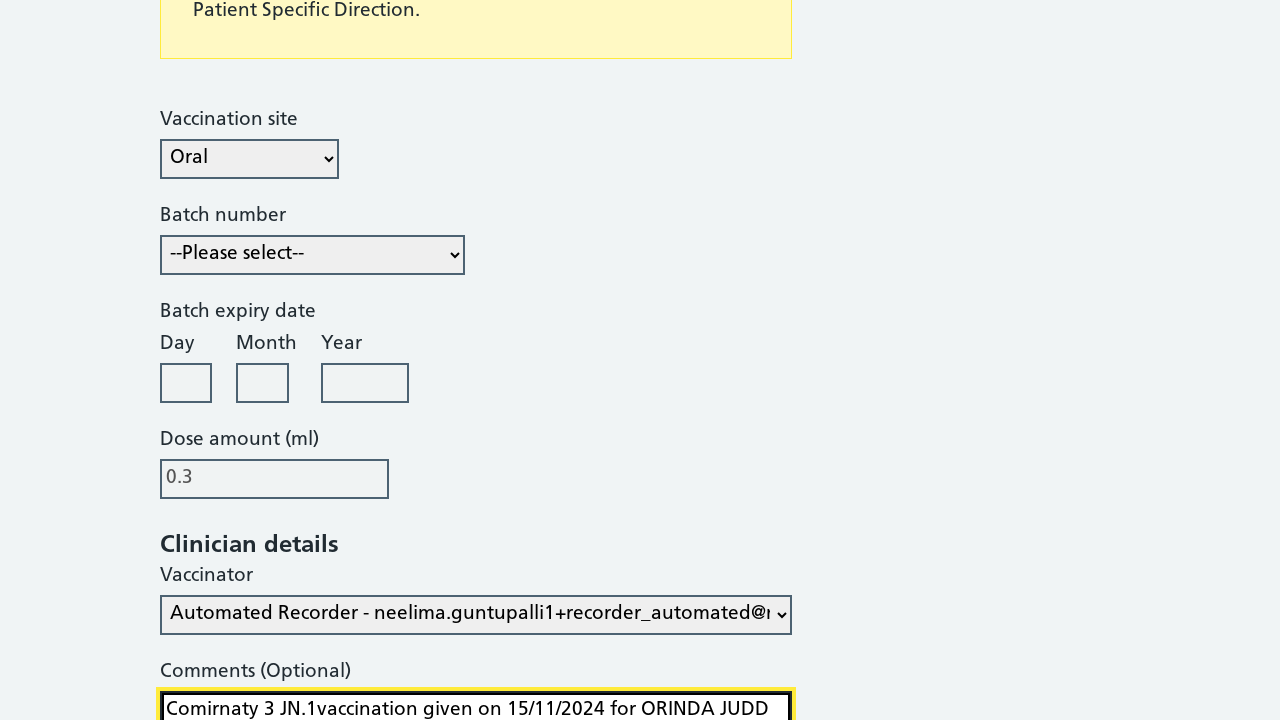 Patient Specific Direction.
Vaccination site
Oral
Batch number
--Please select--
Batch expiry date
Day Month Year
Dose amount (ml)
0.3
Clinician details
Vaccinator
Automated Recorder - neelima.guntupalli1+recorder_automated@
Comments (Optional)
Comirnaty 3 JN.1vaccination given on 15/11/2024 for ORINDA JUDD